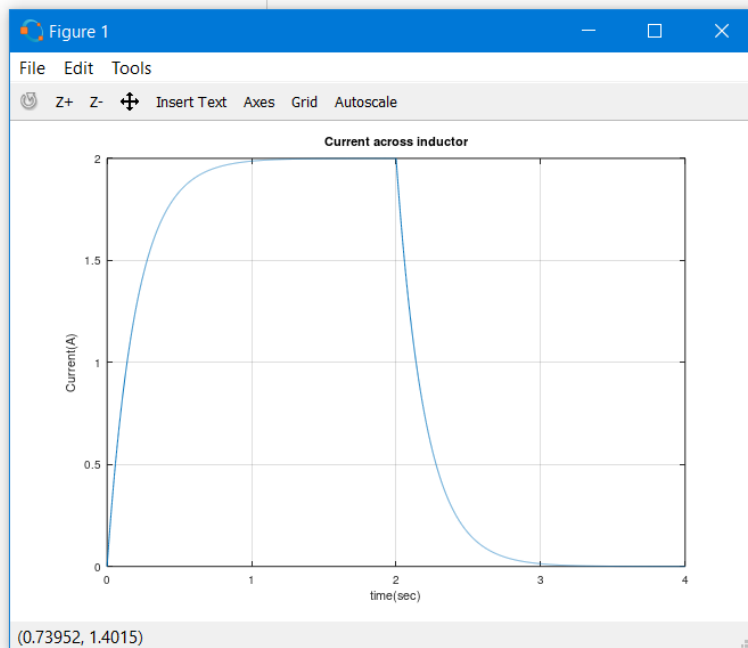 Figure 1
File Edit Tools
Z+ Z- Insert Text Axes Grid Autoscale
Current across inductor
2
1.5
1
0.5
0
Current(A)
0 1 2 3 4
time(sec)
(0.73952, 1.4015)